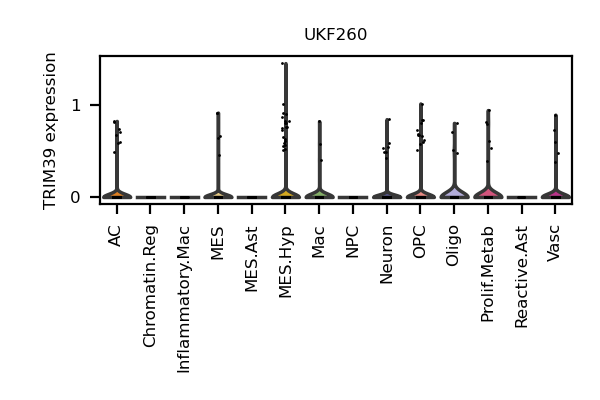 UKF260
TRIM39 expression
1
0
AC
Chromatin.Reg
Inflammatory.Mac
MES
MES.Ast
MES.Hyp
Mac
NPC
Neuron
OPC
Oligo
Prolif.Metab
Reactive.Ast
Vasc